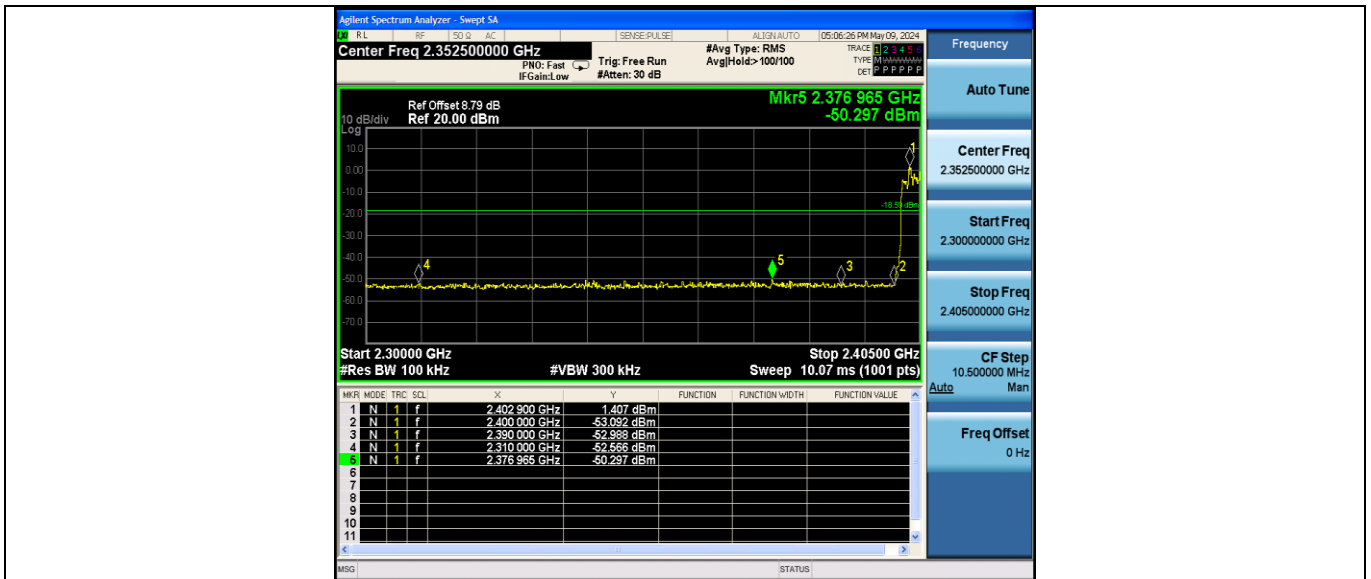 Agilent Spectrum Analyzer - Swept SA
RL RF 50 Ω AC SENSE:PULSE ALIGN AUTO 05:06:26 PM May 09, 2024
Center Freq 2.352500000 GHz
PNO: Fast
IFGain:Low
Trig: Free Run
#Atten: 30 dB
#Avg Type: RMS
Avg|Hold:> 100/100
TRACE 1 2 3 4 5 6
TYPE M WWWWW
DET P P P P P P
Mkr5 2.376 965 GHz
-50.297 dBm
Ref Offset 8.79 dB
10 dB/div Ref 20.00 dBm
Log
10.0
0.00
-10.0
-20.0
-30.0
-40.0
-50.0
-60.0
-70.0
1
4
5
3
2
Start 2.30000 GHz Stop 2.40500 GHz
#Res BW 100 kHz #VBW 300 kHz Sweep 10.07 ms (1001 pts)
MKR MODE TRC SCL X Y FUNCTION FUNCTION WIDTH FUNCTION VALUE
1 N 1 f 2.402 900 GHz 1.407 dBm
2 N 1 f 2.400 000 GHz -53.092 dBm
3 N 1 f 2.390 000 GHz -52.988 dBm
4 N 1 f 2.310 000 GHz -52.566 dBm
5 N 1 f 2.376 965 GHz -50.297 dBm
6
7
8
9
10
11
MSG STATUS
Frequency
Auto Tune
Center Freq
2.352500000 GHz
Start Freq
2.300000000 GHz
Stop Freq
2.405000000 GHz
CF Step
10.500000 MHz
Auto Man
Freq Offset
0 Hz